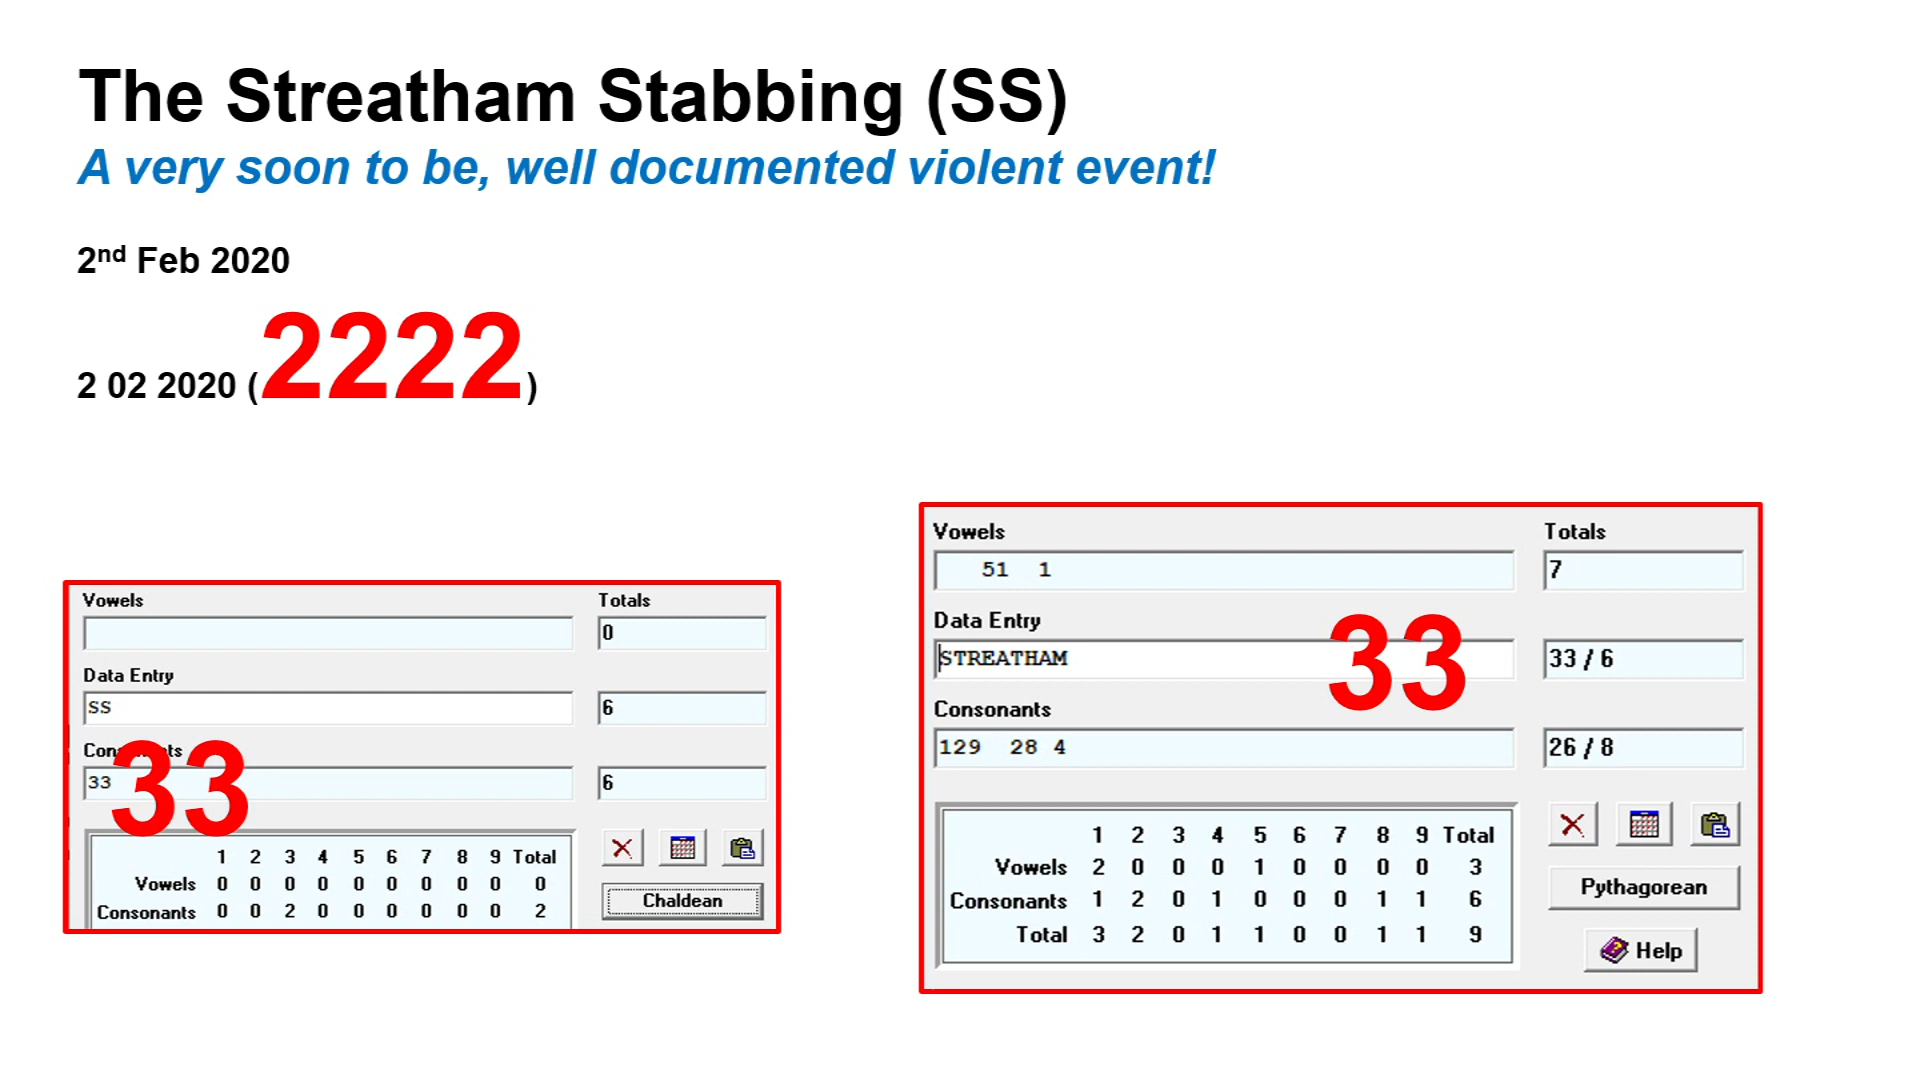 The Streatham Stabbing (SS)
A very soon to be, well documented violent event!
2nd Feb 2020
2 02 2020 (2222)
Vowels Totals
0
Data Entry
SS 6
Consonants
33 33 6
1 2 3 4 5 6 7 8 9 Total
Vowels 0 0 0 0 0 0 0 0 0 0
Consonants 0 0 2 0 0 0 0 0 0 2
Chaldean
Vowels Totals
51 1 7
Data Entry
STREATHAM 33 33 / 6
Consonants
129 28 4 26 / 8
1 2 3 4 5 6 7 8 9 Total
Vowels 2 0 0 0 1 0 0 0 0 3
Consonants 1 2 0 1 0 0 0 1 1 6
Total 3 2 0 1 1 0 0 1 1 9
Pythagorean
Help